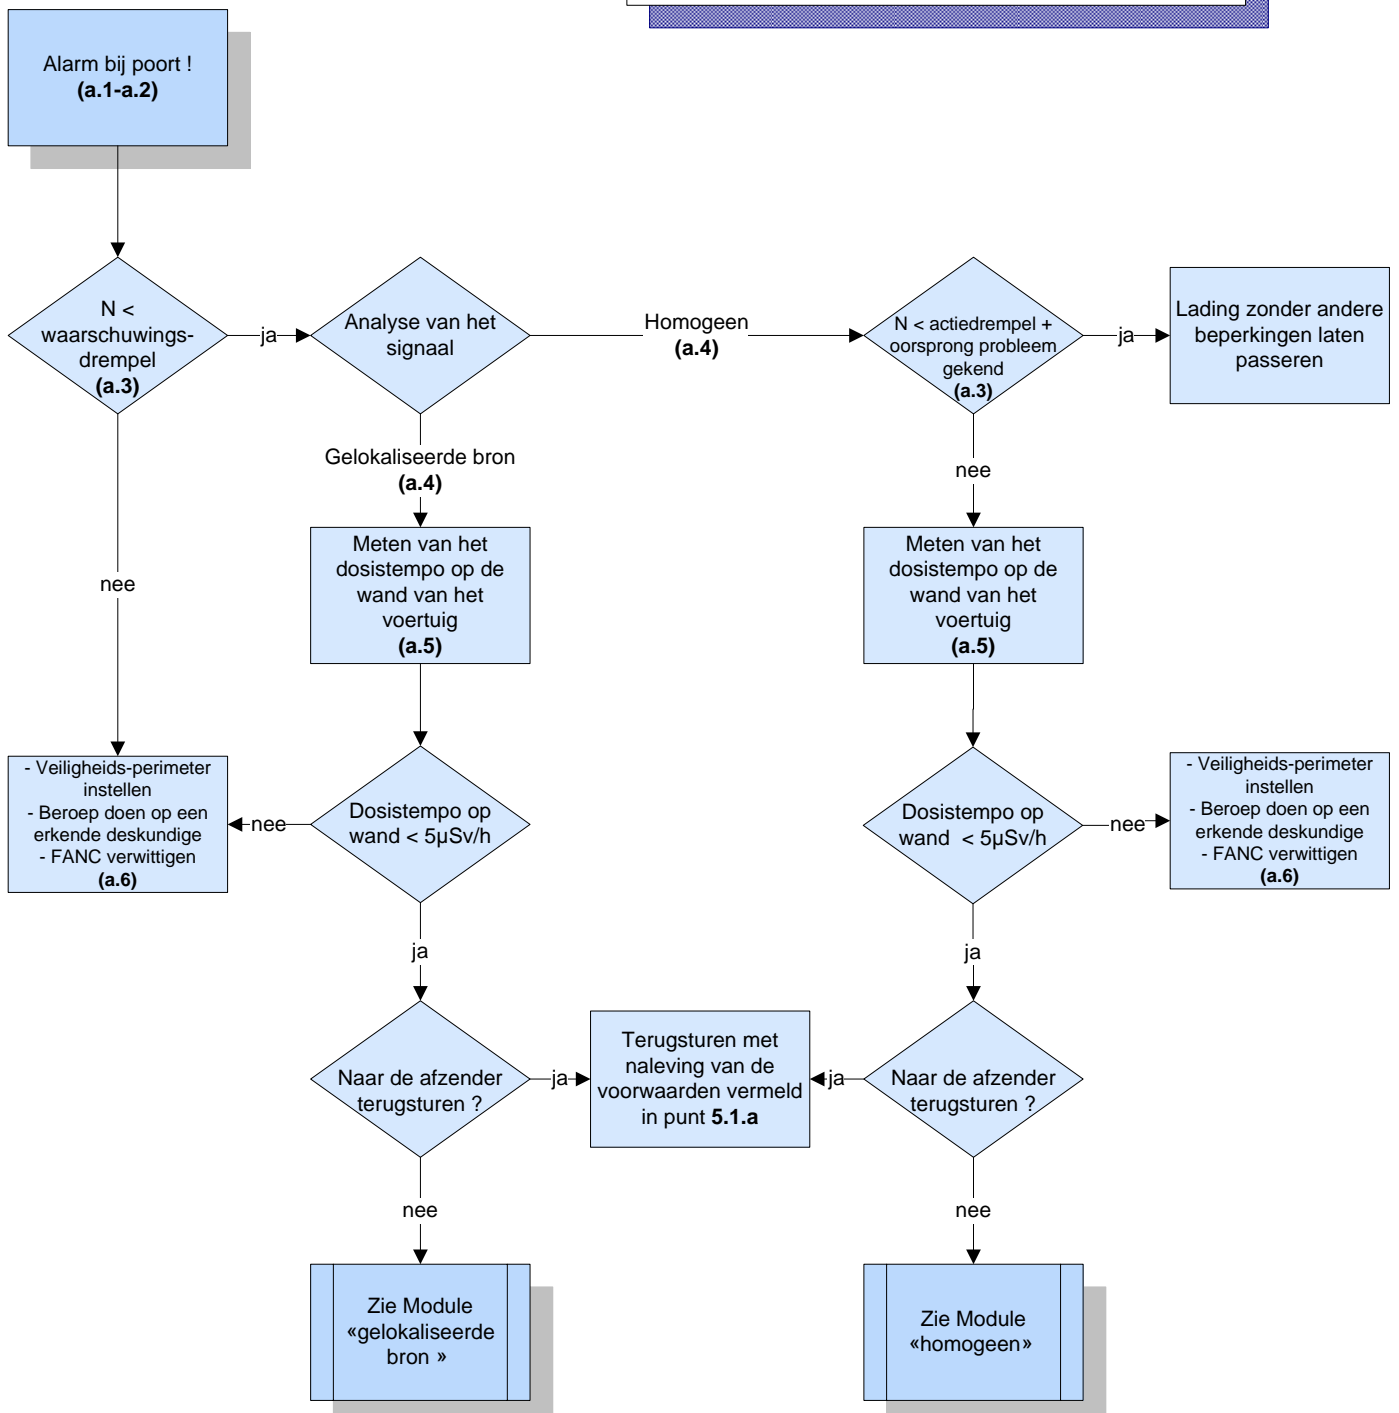 Alarm bij poort !
(a.1-a.2)
N <
waarschuwings-
drempel
(a.3)
ja
Analyse van het
signaal
Homogeen
(a.4)
N < actiedrempel +
oorsprong probleem
gekend
(a.3)
ja
Lading zonder andere
beperkingen laten
passeren
Gelokaliseerde bron
(a.4)
nee
nee
Meten van het
dosistempo op de
wand van het
voertuig
(a.5)
Meten van het
dosistempo op de
wand van het
voertuig
(a.5)
- Veiligheids-perimeter
instellen
- Beroep doen op een
erkende deskundige
- FANC verwittigen
(a.6)
nee
Dosistempo op
wand < 5µSv/h
Dosistempo op
wand < 5µSv/h
nee
- Veiligheids-perimeter
instellen
- Beroep doen op een
erkende deskundige
- FANC verwittigen
(a.6)
ja
ja
Naar de afzender
terugsturen ?
ja
Terugsturen met
naleving van de
voorwaarden vermeld
in punt 5.1.a
ja
Naar de afzender
terugsturen ?
nee
nee
Zie Module
«gelokaliseerde
bron »
Zie Module
«homogeen»